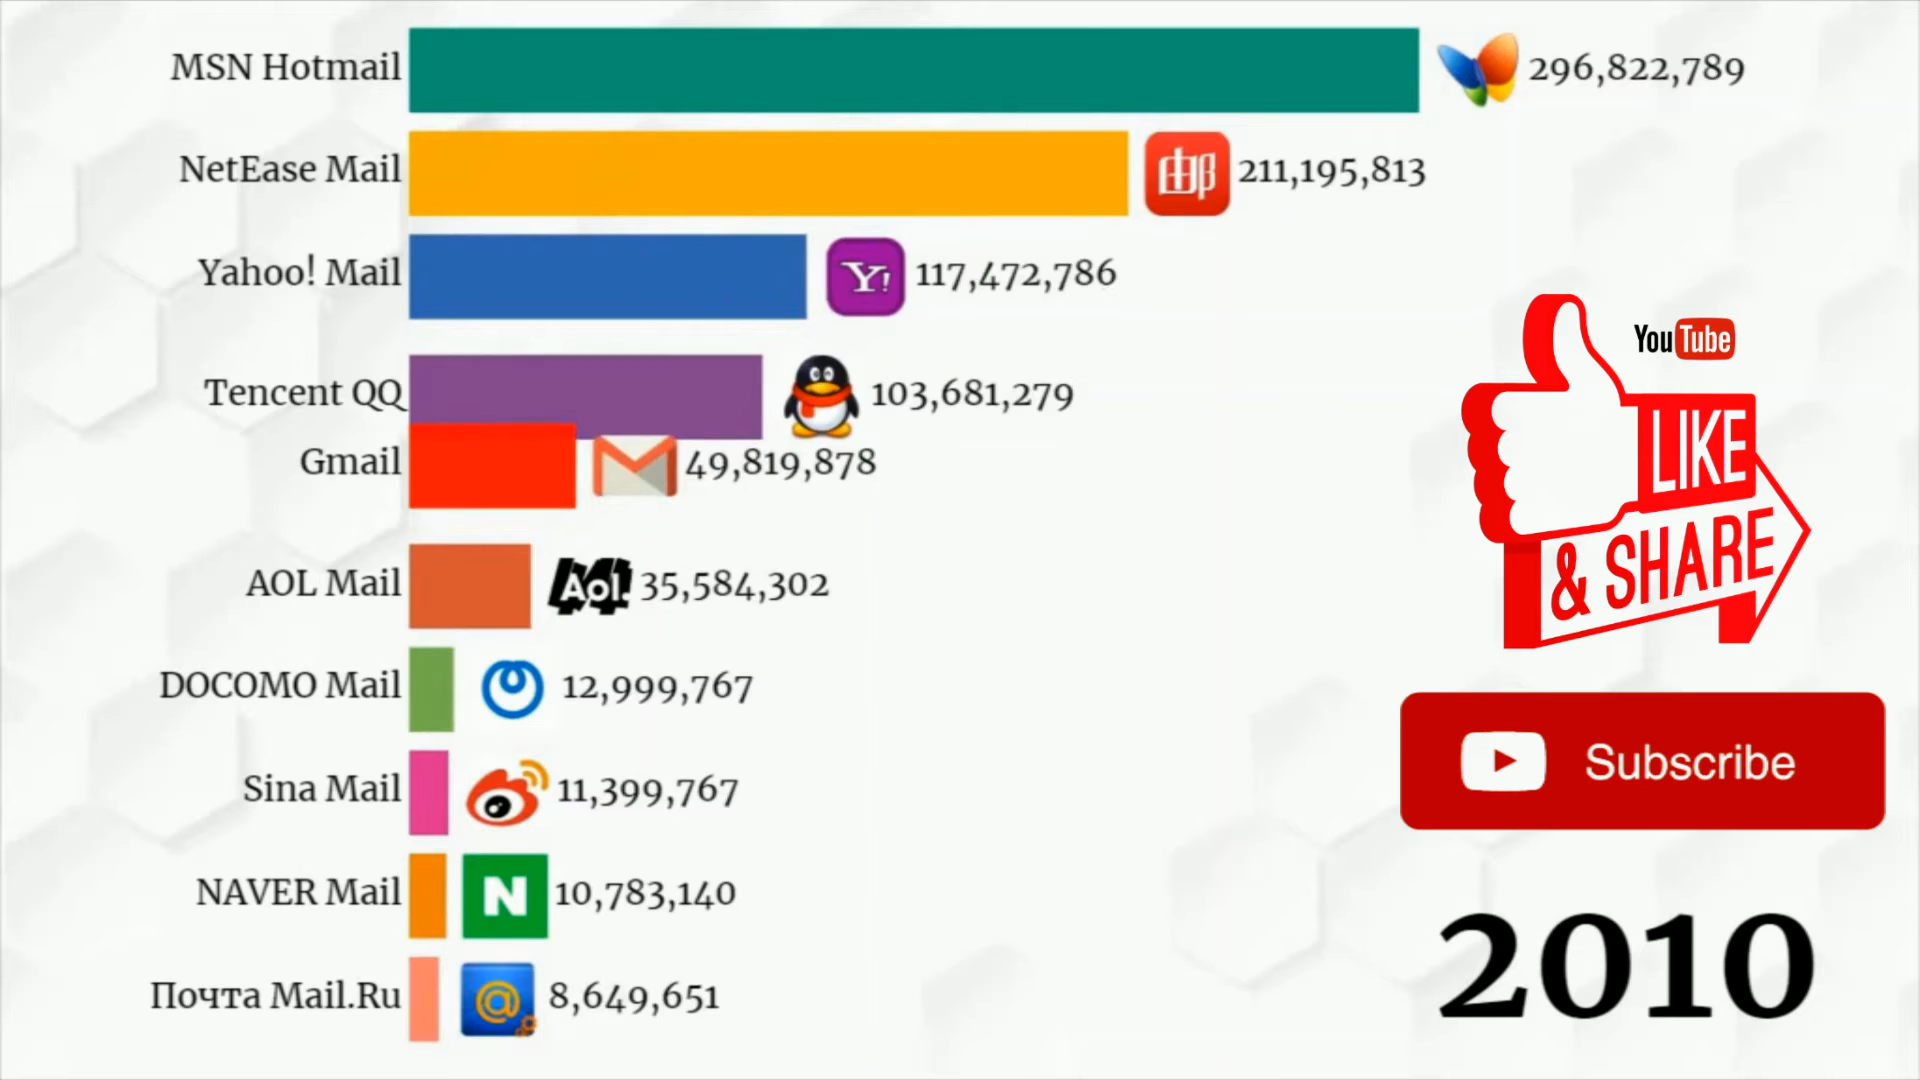 MSN Hotmail 296,822,789
NetEase Mail 邮 211,195,813
Yahoo! Mail Y! 117,472,786
Tencent QQ 103,681,279
Gmail 49,819,878
AOL Mail Aol. 35,584,302
DOCOMO Mail 12,999,767
Sina Mail 11,399,767
NAVER Mail N 10,783,140
Почта Mail.Ru @ 8,649,651
YouTube
LIKE
& SHARE
Subscribe
2010